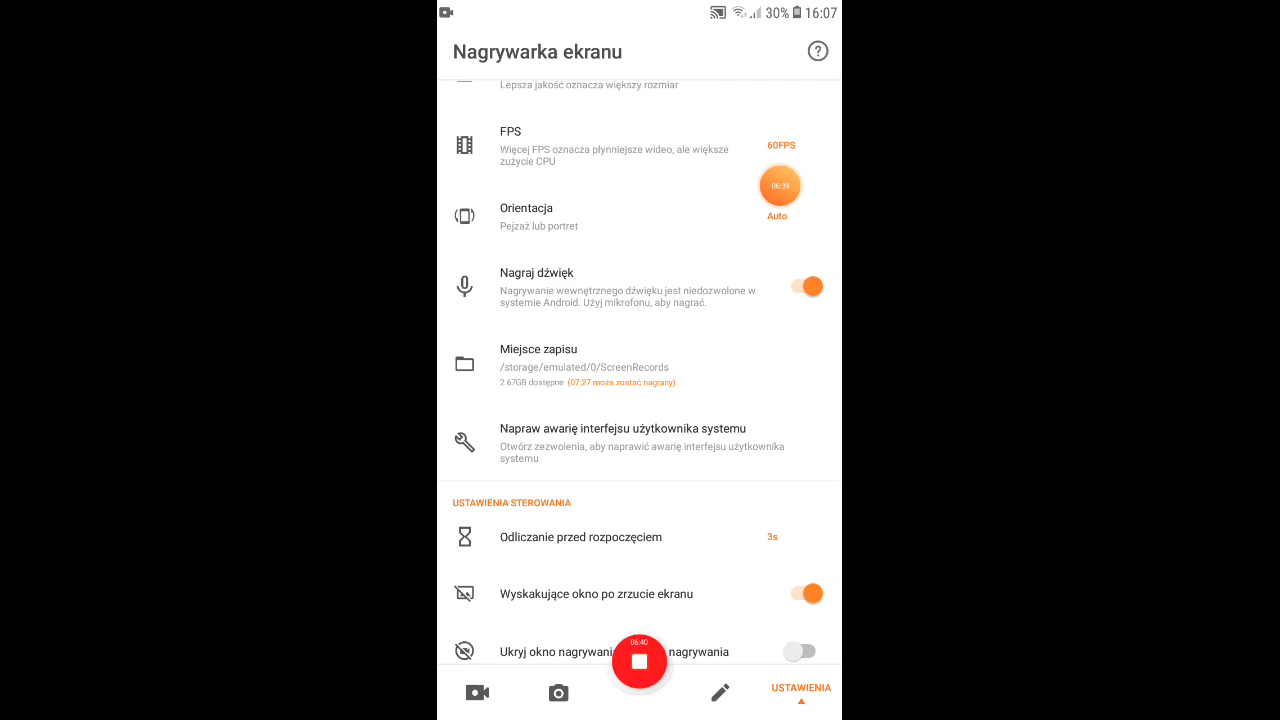 30% 16:07
Nagrywarka ekranu
Lepsza jakość oznacza większy rozmiar
FPS
Więcej FPS oznacza płynniejsze wideo, ale większe
zużycie CPU
60FPS
06:39
Orientacja
Pejzaż lub portret
Auto
Nagraj dźwięk
Nagrywanie wewnętrznego dźwięku jest niedozwolone w
systemie Android. Użyj mikrofonu, aby nagrać.
Miejsce zapisu
/storage/emulated/0/ScreenRecords
2.67GB dostępne (07:27 może zostać nagrany)
Napraw awarię interfejsu użytkownika systemu
Otwórz zezwolenia, aby naprawić awarię interfejsu użytkownika
systemu
USTAWIENIA STEROWANIA
Odliczanie przed rozpoczęciem
3s
Wyskakujące okno po zrzucie ekranu
Ukryj okno nagrywania nagrywania
06:40
USTAWIENIA